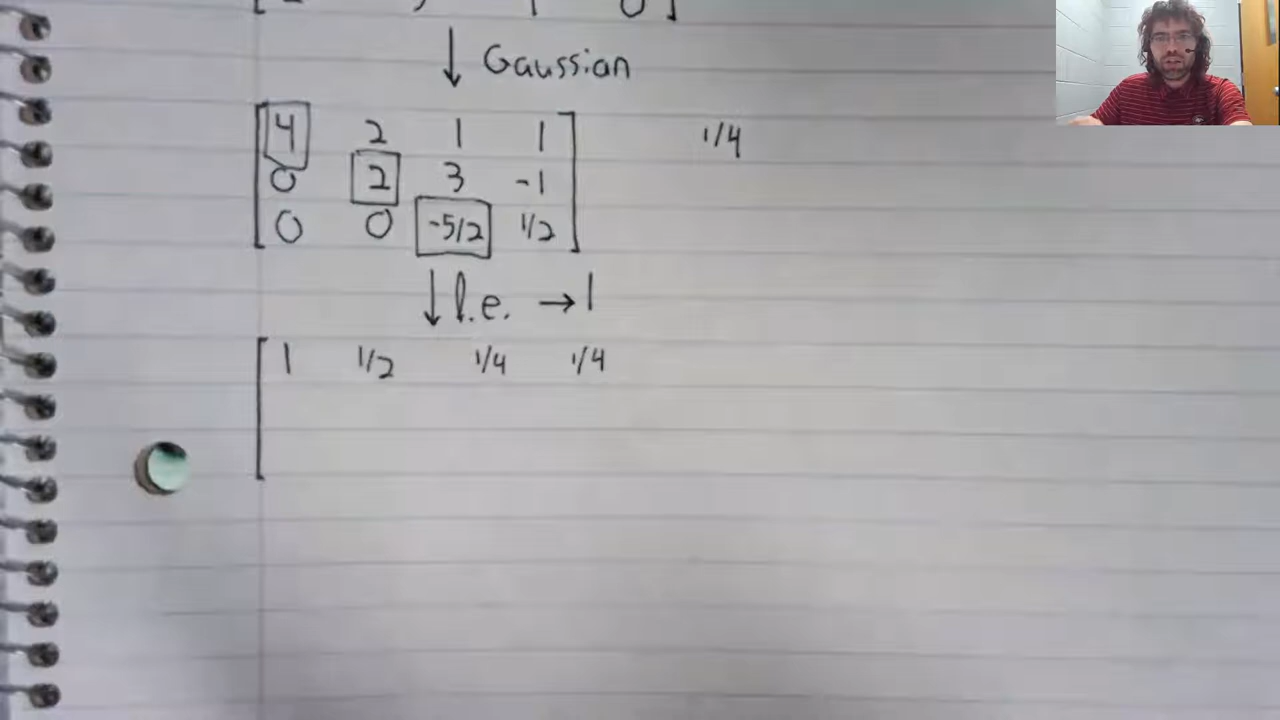 ↓ Gaussian
4 2 1 1 1/4
0 2 3 -1
0 0 -5/2 1/2
↓ l.e. → 1
1 1/2 1/4 1/4